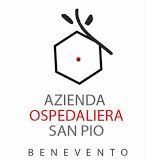 AZIENDA
OSPEDALIERA
SAN PIO
BENEVENTO